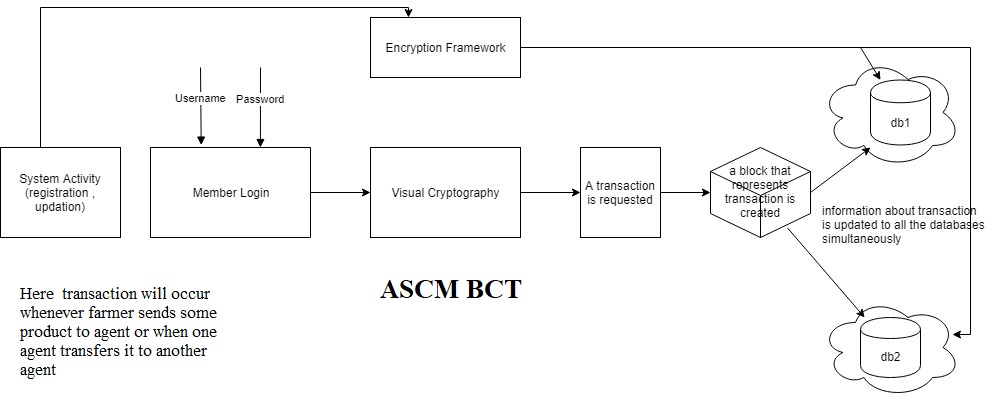 Encryption Framework
Username Password
db1
System Activity
(registration ,
updation)
Member Login
Visual Cryptography
A transaction
is requested
a block that
represents
transaction is
created
information about transaction
is updated to all the databases
simultaneously
Here transaction will occur
whenever farmer sends some
product to agent or when one
agent transfers it to another
agent
ASCM BCT
db2